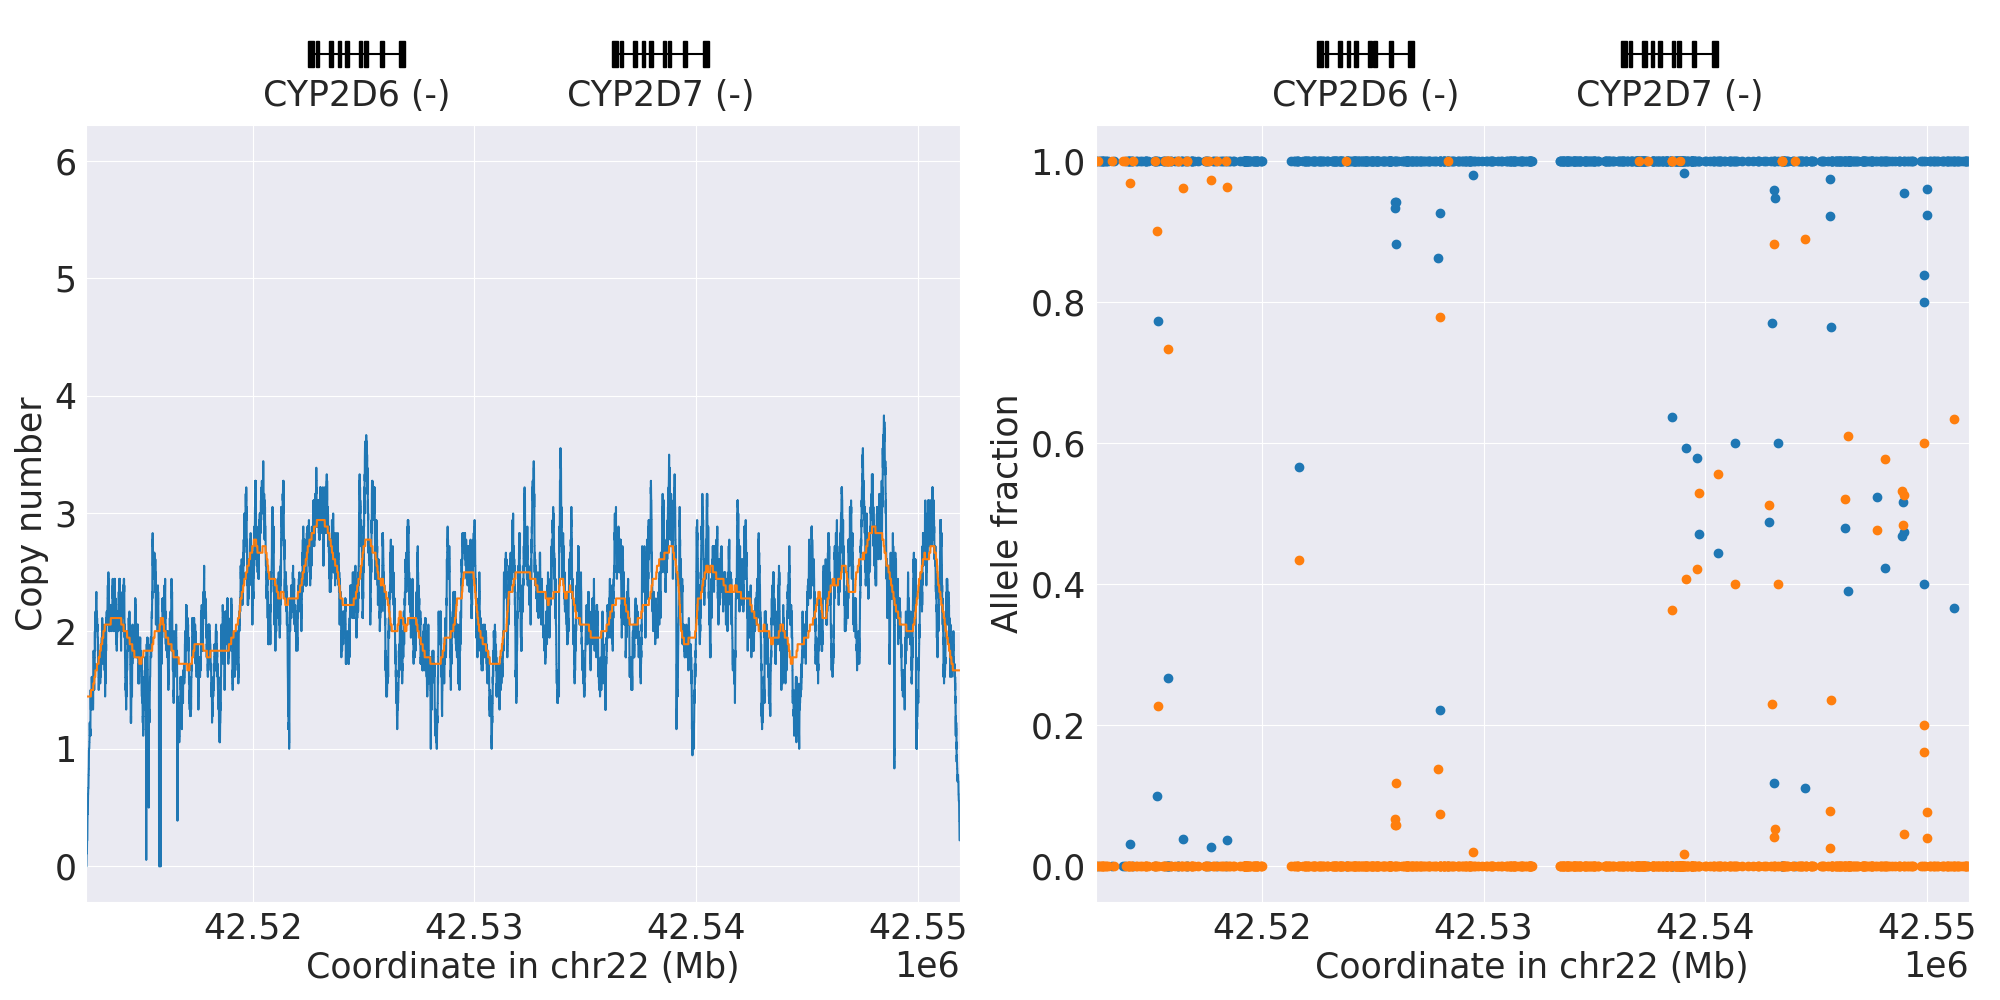 CYP2D6 (-)
CYP2D7 (-)
6
5
4
3
2
1
0
Copy number
42.52
42.53
42.54
42.55
Coordinate in chr22 (Mb)
1e6
CYP2D6 (-)
CYP2D7 (-)
1.0
0.8
0.6
0.4
0.2
0.0
Allele fraction
42.52
42.53
42.54
42.55
Coordinate in chr22 (Mb)
1e6